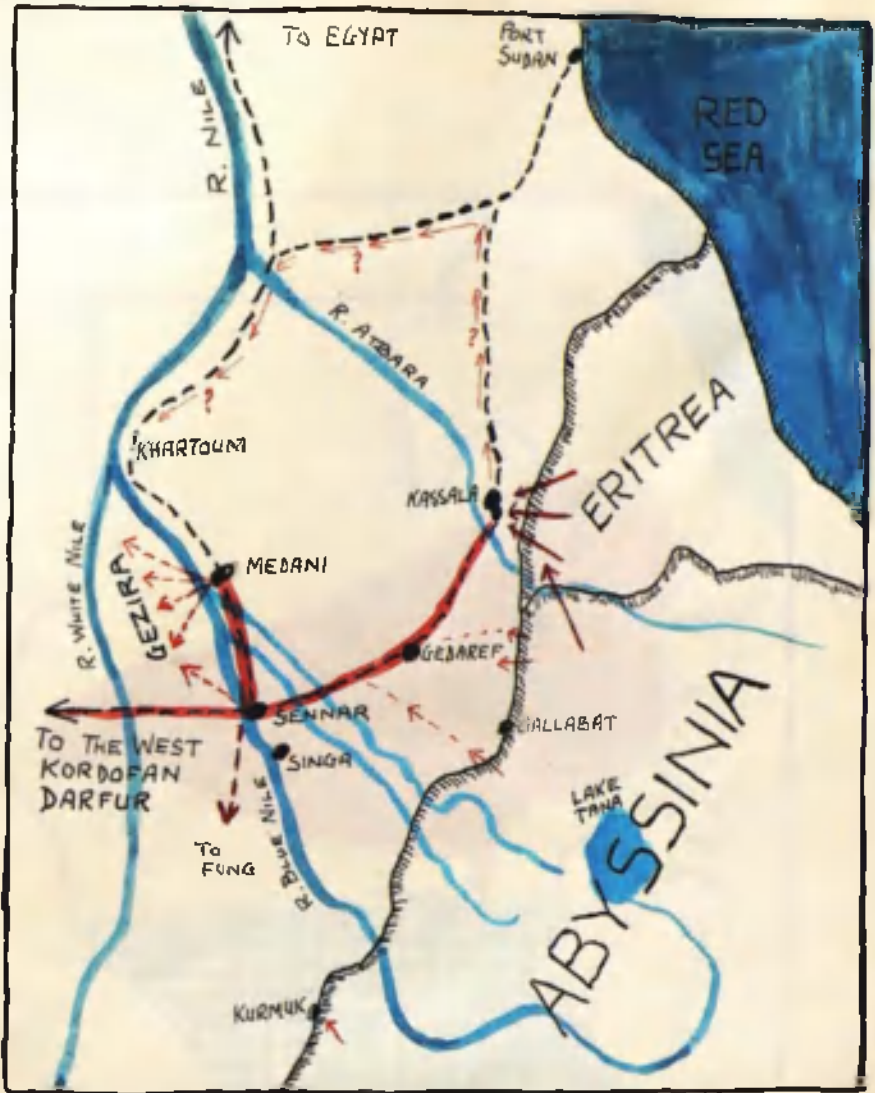 TO EGYPT
PORT
SUDAN
RED
SEA
R. NILE
?
?
R. ATBARA
?
?
KHARTOUM
KASSALA
ERITREA
R. WHITE NILE
GEZIRA
MEDANI
GEDAREF
SENNAR
GALLABAT
TO THE WEST
KORDOFAN
DARFUR
SINGA
LAKE
TANA
ABYSSINIA
TO
FUNG
R. BLUE NILE
KURMUK